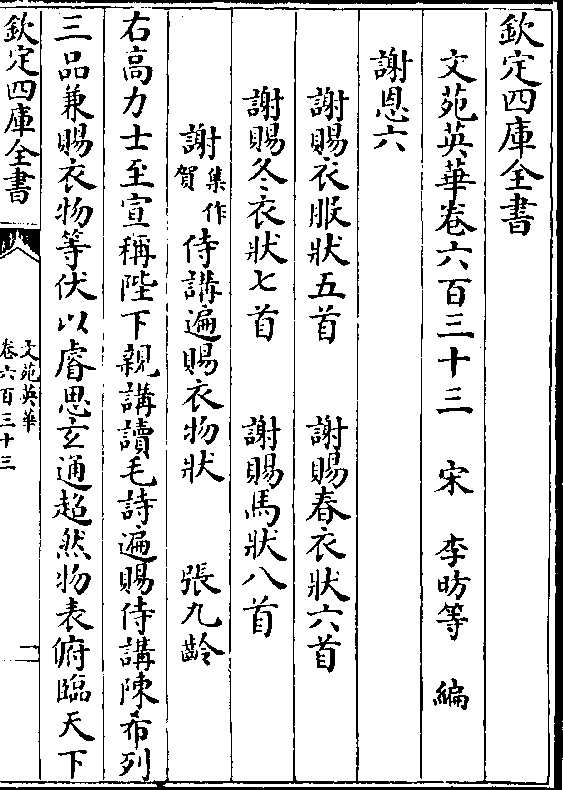 欽定四庫全書
文苑英華卷六百三十三　宋　李昉等　編
謝恩六
謝賜衣服狀五首　謝賜春衣狀六首
謝賜冬衣狀七首　謝賜馬狀八首
謝集作賀侍講遍賜衣物狀　張九齡
右高力士至宣稱陛下親講讀毛詩遍賜侍講陳希列
三品兼賜衣物等伏以睿思玄通超然物表俯臨天下
欽定四庫全書
文苑英華
卷六百三十三
二